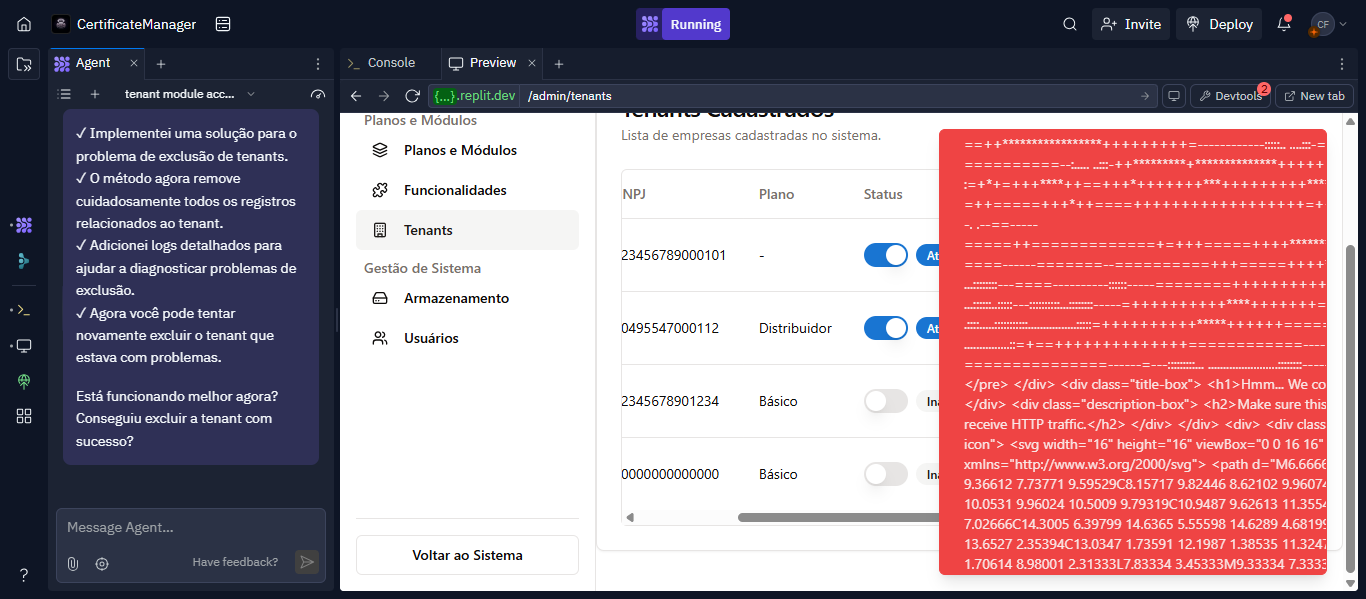 CertificateManager
Running
Invite
Deploy
CF
Agent
Console
Preview
tenant module acc...
{...}.replit.dev
/admin/tenants
Devtools
2
New tab
✓ Implementei uma solução para o
problema de exclusão de tenants.
✓ O método agora remove
cuidadosamente todos os registros
relacionados ao tenant.
✓ Adicionei logs detalhados para
ajudar a diagnosticar problemas de
exclusão.
✓ Agora você pode tentar
novamente excluir o tenant que
estava com problemas.
Está funcionando melhor agora?
Conseguiu excluir a tenant com
sucesso?
Message Agent...
Have feedback?
Planos e Módulos
Planos e Módulos
Funcionalidades
Tenants
Gestão de Sistema
Armazenamento
Usuários
Voltar ao Sistema
Tenants Cadastrados
Lista de empresas cadastradas no sistema.
NPJ Plano Status
23456789000101 - At
0495547000112 Distribuidor At
2345678901234 Básico Ina
0000000000000 Básico Ina
</pre> </div> <div class="title-box"> <h1>Hmm... We co
</div> <div class="description-box"> <h2>Make sure this
receive HTTP traffic.</h2> </div> </div> <div> <div class
icon"> <svg width="16" height="16" viewBox="0 0 16 16"
xmlns="http://www.w3.org/2000/svg"> <path d="M6.6666
9.36612 7.73771 9.59529C8.15717 9.82446 8.62102 9.96074
10.0531 9.96024 10.5009 9.79319C10.9487 9.62613 11.3554
7.02666C14.3005 6.39799 14.6365 5.55598 14.6289 4.68199
13.6527 2.35394C13.0347 1.73591 12.1987 1.38535 11.3247
1.70614 8.98001 2.31333L7.83334 3.45333M9.33334 7.3333